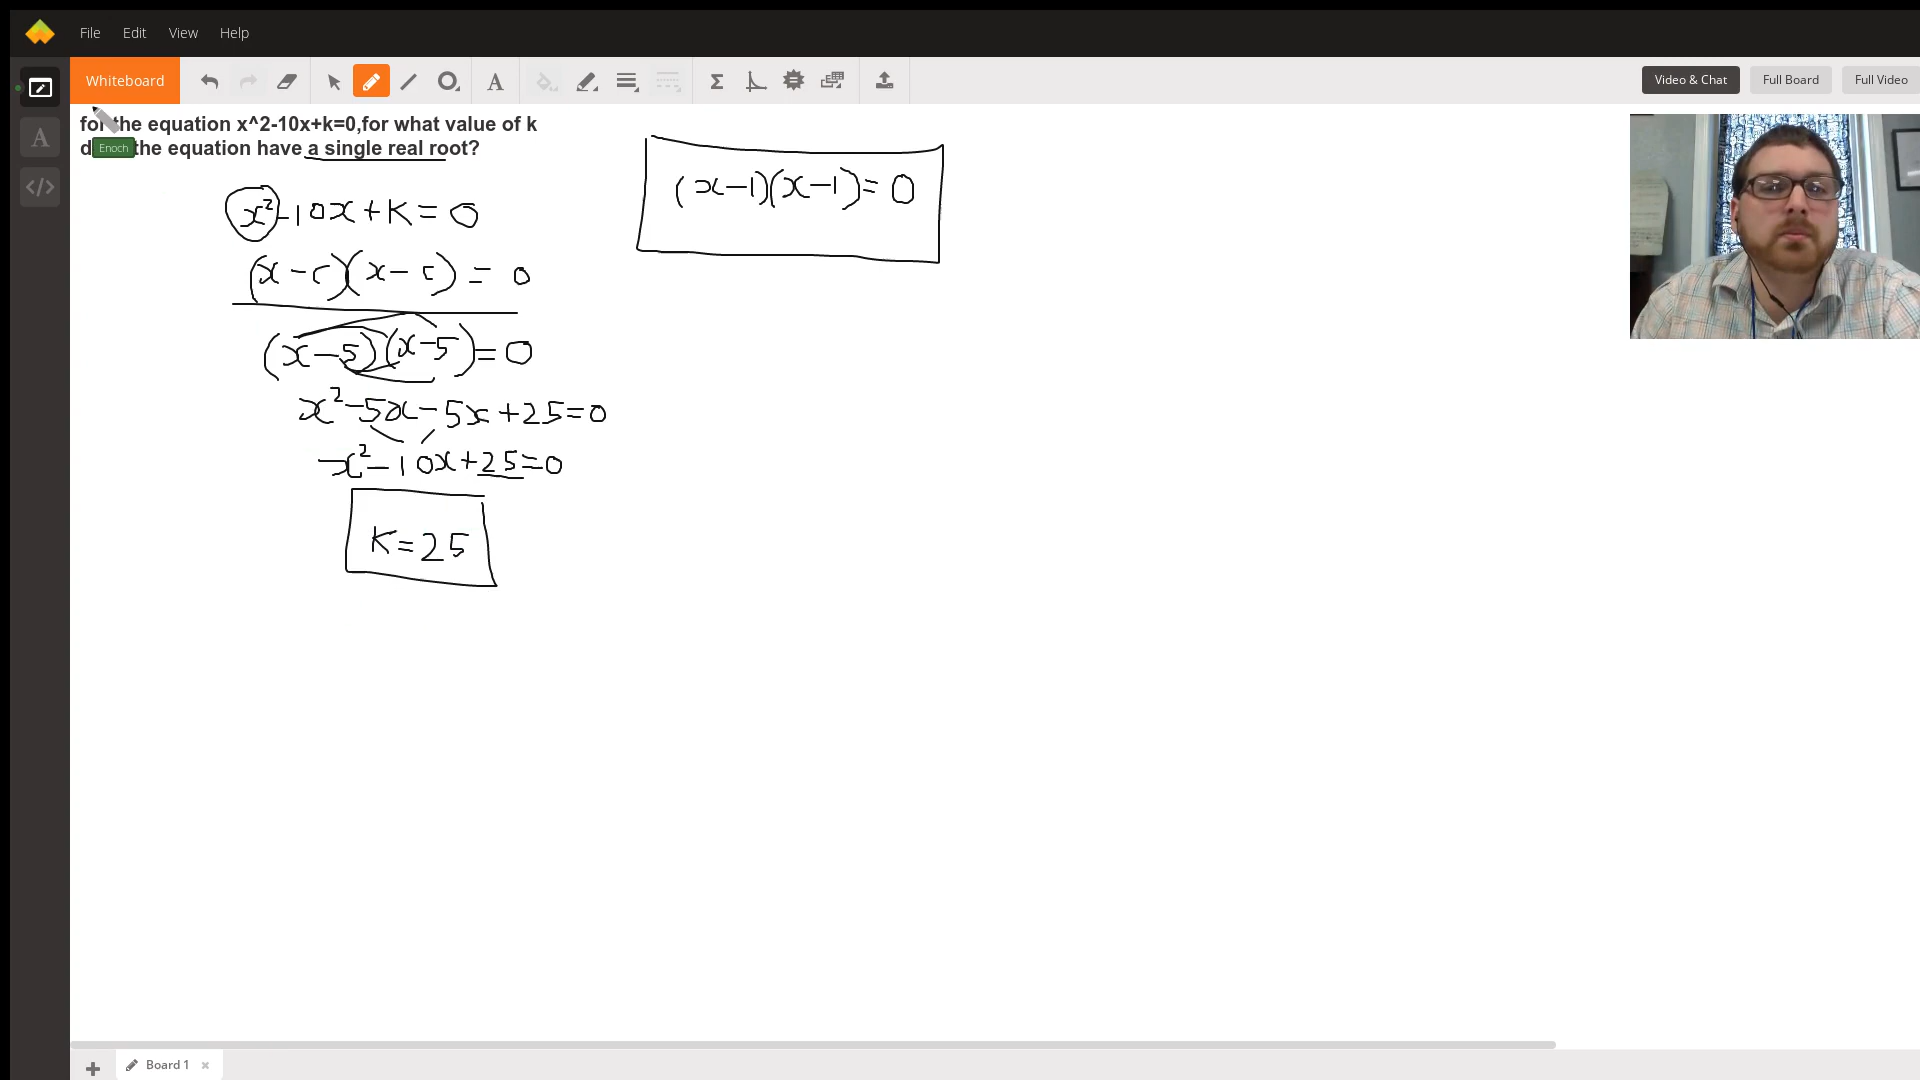 File Edit View Help
Whiteboard
A
Σ
Video & Chat Full Board Full Video
for the equation x^2-10x+k=0,for what value of k
Enoch
the equation have a single real root?
A
</>
x²-10x+K=0
(x-r)(x-r)=0
(x-5)(x-5)=0
x²-5x-5x+25=0
x²-10x+25=0
K=25
(x-1)(x-1)=0
+ Board 1 ×